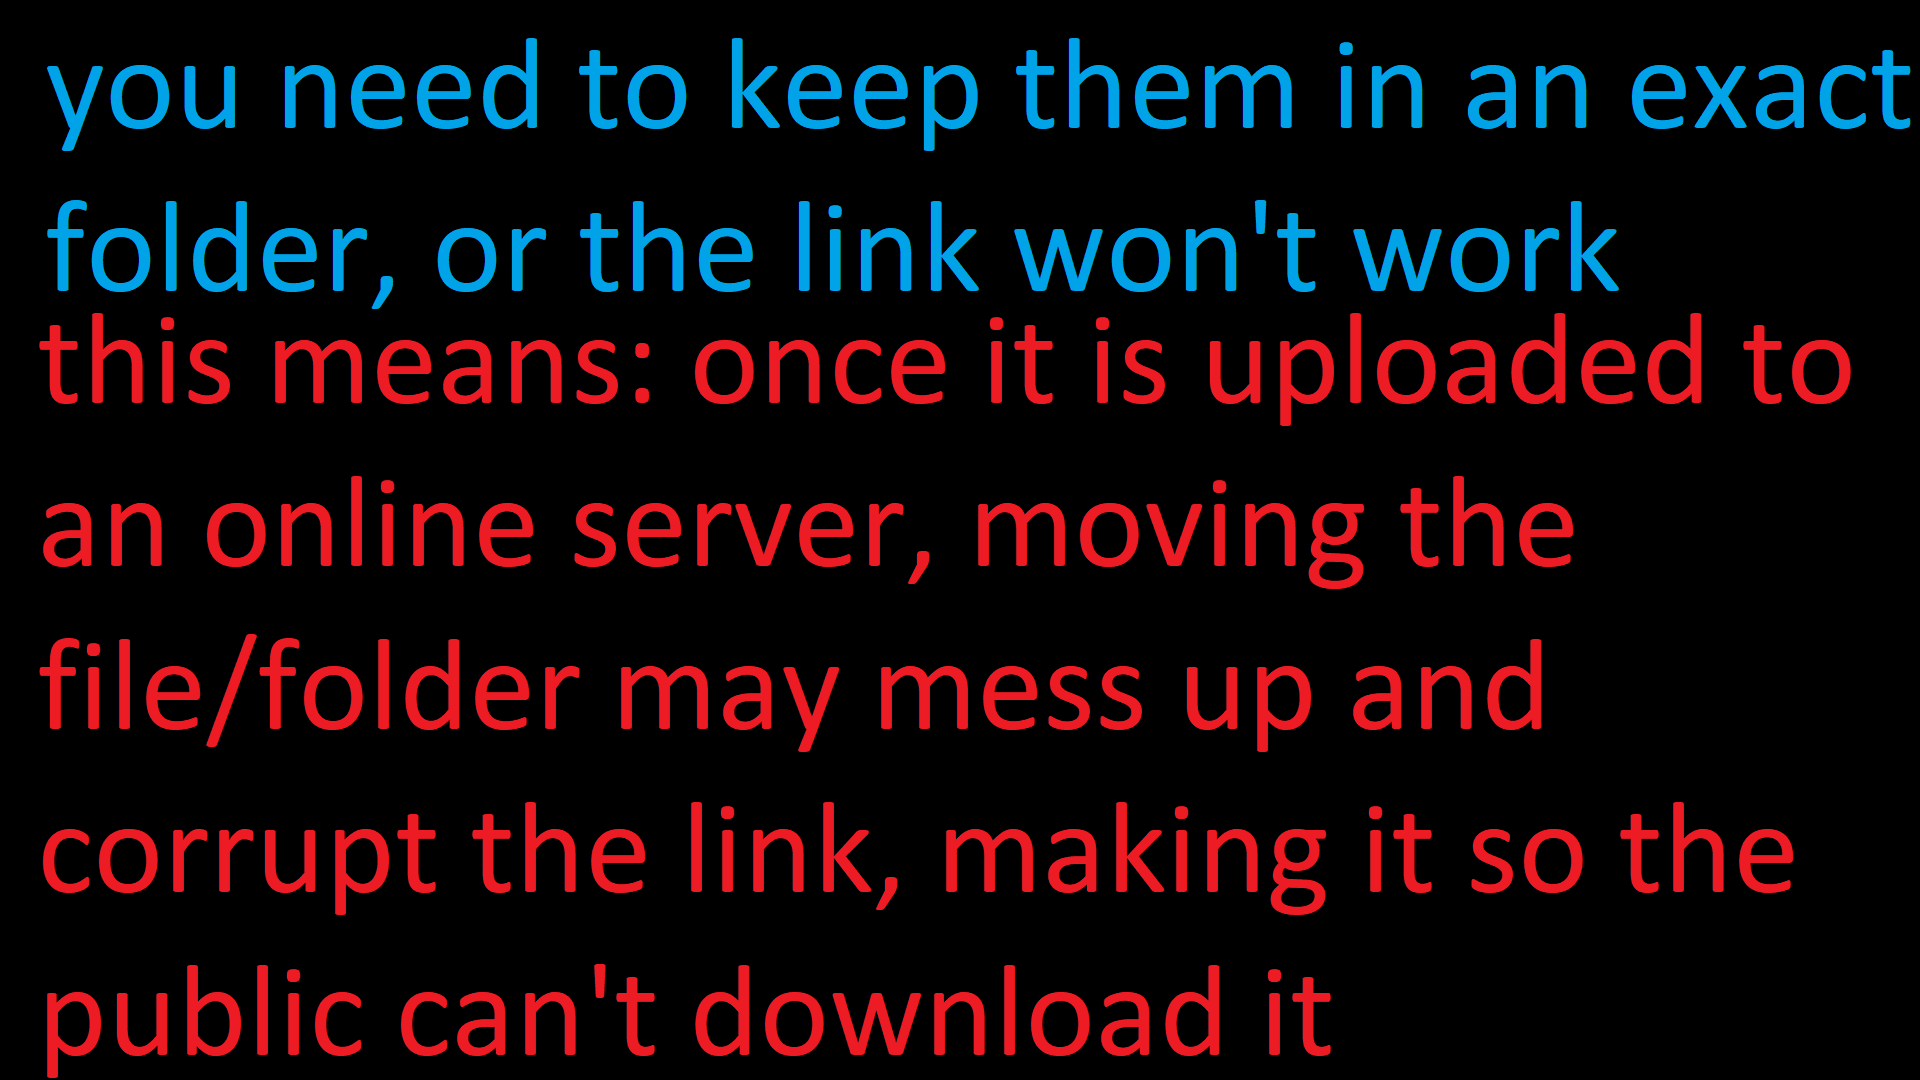 you need to keep them in an exact
folder, or the link won't work
this means: once it is uploaded to
an online server, moving the
file/folder may mess up and
corrupt the link, making it so the
public can't download it